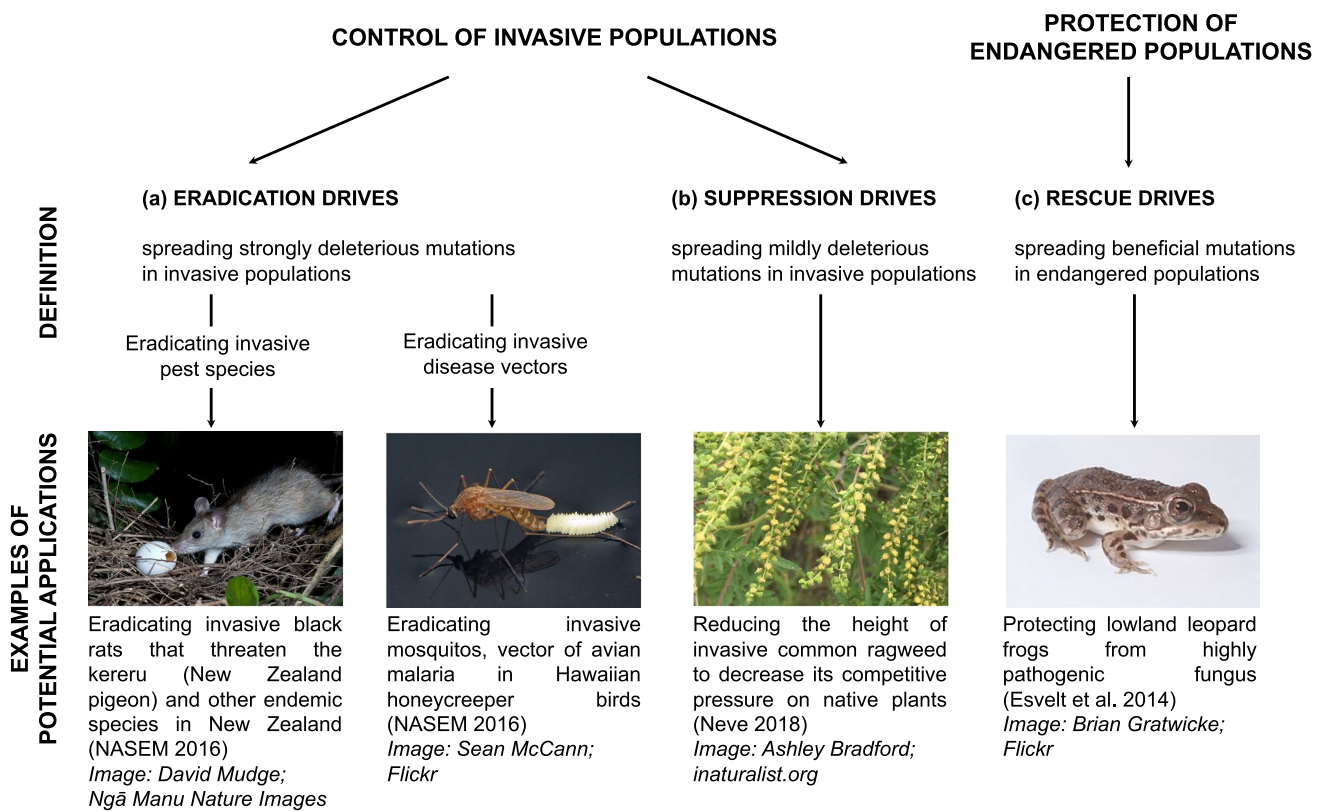 CONTROL OF INVASIVE POPULATIONS
PROTECTION OF
ENDANGERED POPULATIONS
DEFINITION
(a) ERADICATION DRIVES
spreading strongly deleterious mutations
in invasive populations
Eradicating invasive
pest species
Eradicating invasive
disease vectors
(b) SUPPRESSION DRIVES
spreading mildly deleterious
mutations in invasive populations
(c) RESCUE DRIVES
spreading beneficial mutations
in endangered populations
EXAMPLES OF
POTENTIAL APPLICATIONS
Eradicating invasive black
rats that threaten the
kereru (New Zealand
pigeon) and other endemic
species in New Zealand
(NASEM 2016)
Image: David Mudge;
Ngā Manu Nature Images
Eradicating invasive
mosquitos, vector of avian
malaria in Hawaiian
honeycreeper birds
(NASEM 2016)
Image: Sean McCann;
Flickr
Reducing the height of
invasive common ragweed
to decrease its competitive
pressure on native plants
(Neve 2018)
Image: Ashley Bradford;
inaturalist.org
Protecting lowland leopard
frogs from highly
pathogenic fungus
(Esvelt et al. 2014)
Image: Brian Gratwicke;
Flickr